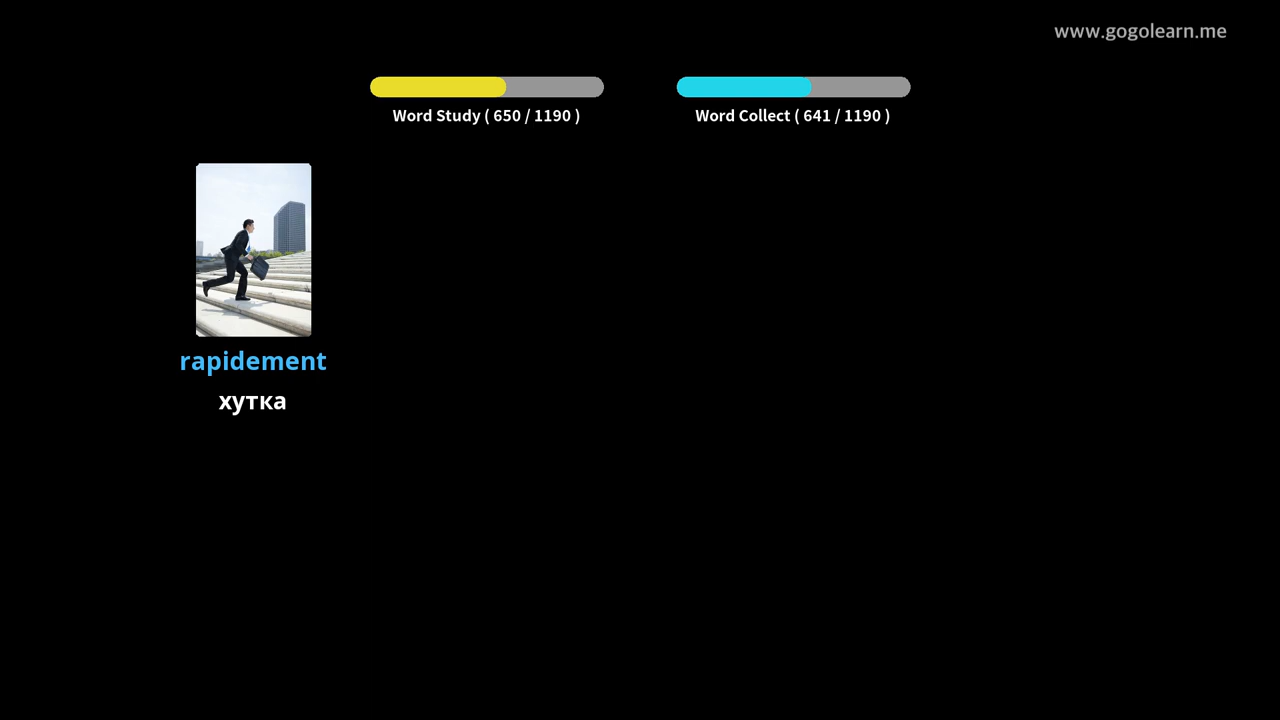 www.gogolearn.me
Word Study ( 650 / 1190 )
Word Collect ( 641 / 1190 )
rapidement
хутка